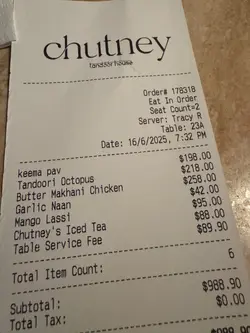 chutney
tandoor house
Order# 178318
Eat In Order
Seat Count=2
Server: Tracy R
Table: 23A
Date: 16/6/2025, 7:32 PM
keema pav $198.00
Tandoori Octopus $218.00
Butter Makhani Chicken $258.00
Garlic Naan $42.00
Mango Lassi $95.00
Chutney's Iced Tea $88.00
Table Service Fee $89.90
Total Item Count: 6
Subtotal: $988.90
Total Tax: $0.00